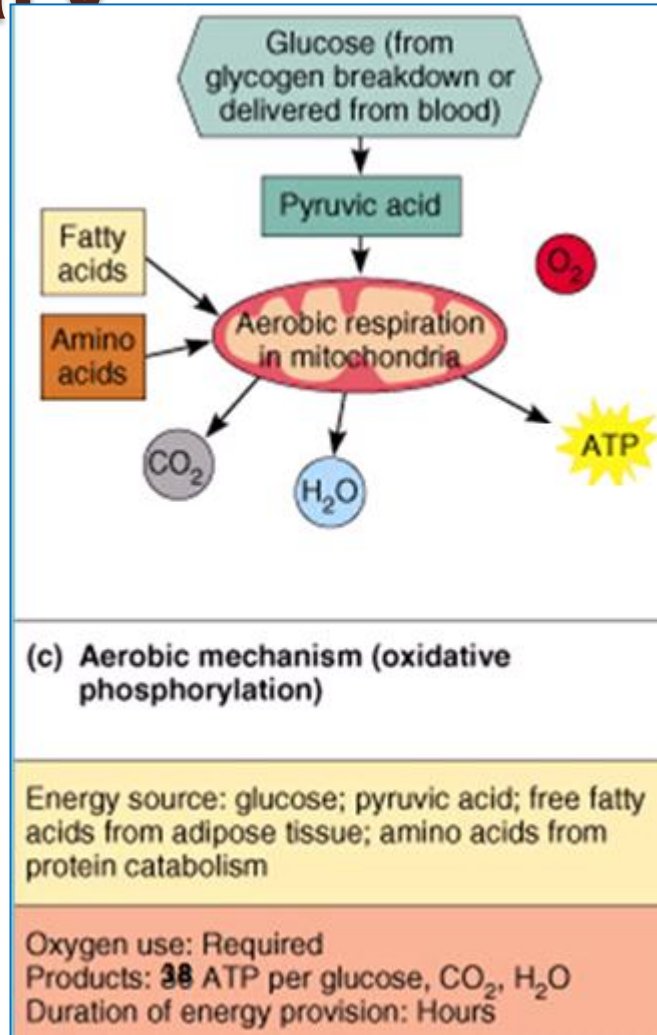 Glucose (from
glycogen breakdown or
delivered from blood)
Pyruvic acid
Fatty
acids
O₂
Amino
acids
Aerobic respiration
in mitochondria
CO₂
H₂O
ATP
(c) Aerobic mechanism (oxidative
phosphorylation)
Energy source: glucose; pyruvic acid; free fatty
acids from adipose tissue; amino acids from
protein catabolism
Oxygen use: Required
Products: 38 ATP per glucose, CO₂, H₂O
Duration of energy provision: Hours